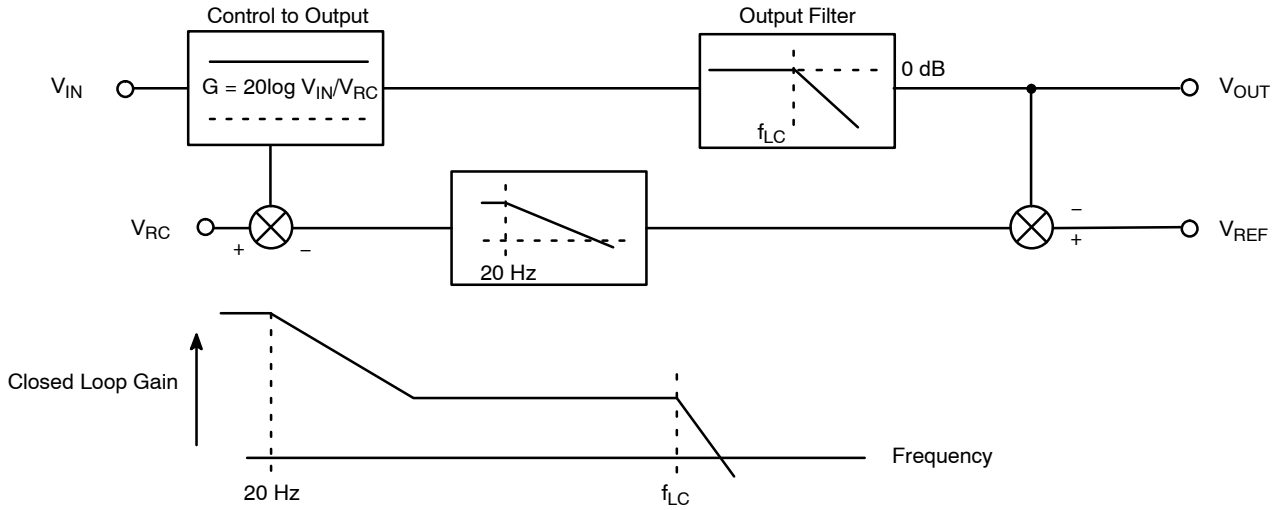 Control to Output
Output Filter
V_IN
G = 20log V_IN/V_RC
0 dB
V_OUT
f_LC
V_RC
+
−
20 Hz
−
+
V_REF
Closed Loop Gain
Frequency
20 Hz
f_LC